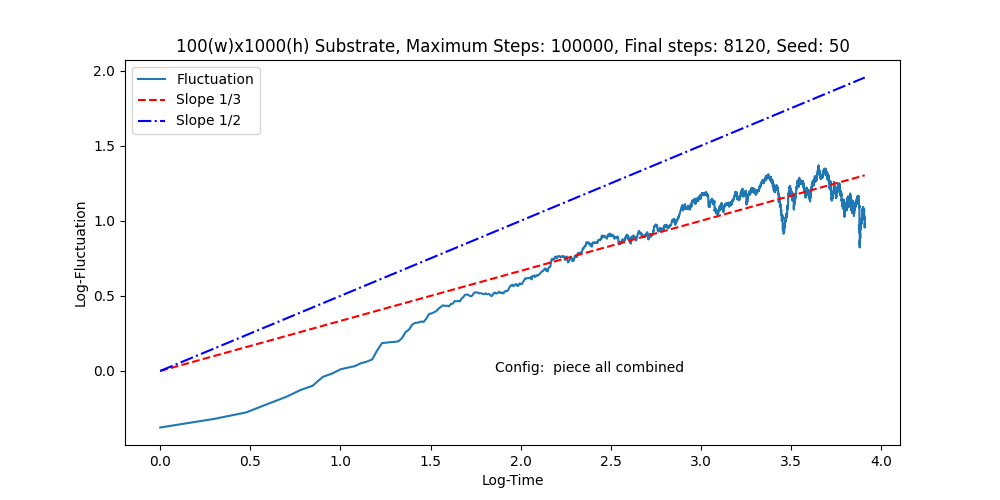 100(w)x1000(h) Substrate, Maximum Steps: 100000, Final steps: 8120, Seed: 50
2.0
1.5
1.0
0.5
0.0
Log-Fluctuation
Fluctuation
Slope 1/3
Slope 1/2
Config:  piece all combined
0.0 0.5 1.0 1.5 2.0 2.5 3.0 3.5 4.0
Log-Time